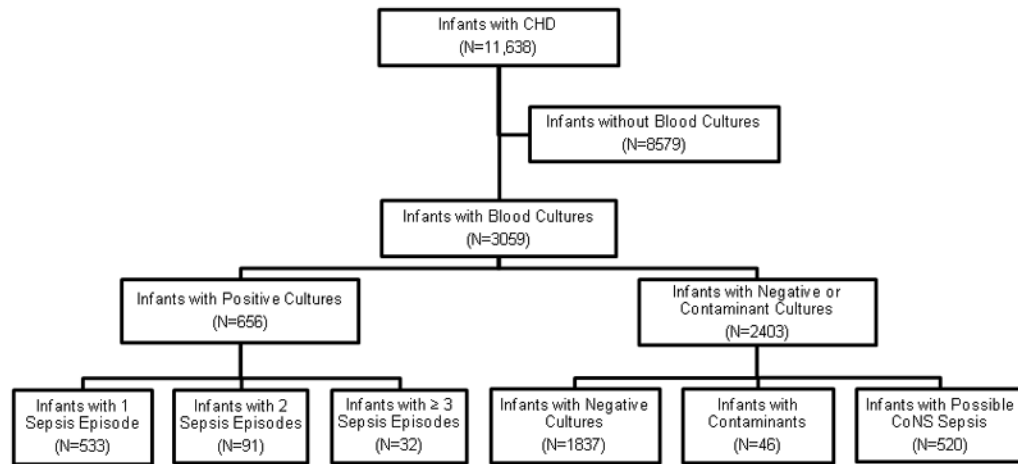 Infants with CHD
(N=11,638)
Infants without Blood Cultures
(N=8579)
Infants with Blood Cultures
(N=3059)
Infants with Positive Cultures
(N=656)
Infants with Negative or
Contaminant Cultures
(N=2403)
Infants with 1
Sepsis Episode
(N=533)
Infants with 2
Sepsis Episodes
(N=91)
Infants with ≥ 3
Sepsis Episodes
(N=32)
Infants with Negative
Cultures
(N=1837)
Infants with
Contaminants
(N=46)
Infants with Possible
CoNS Sepsis
(N=520)